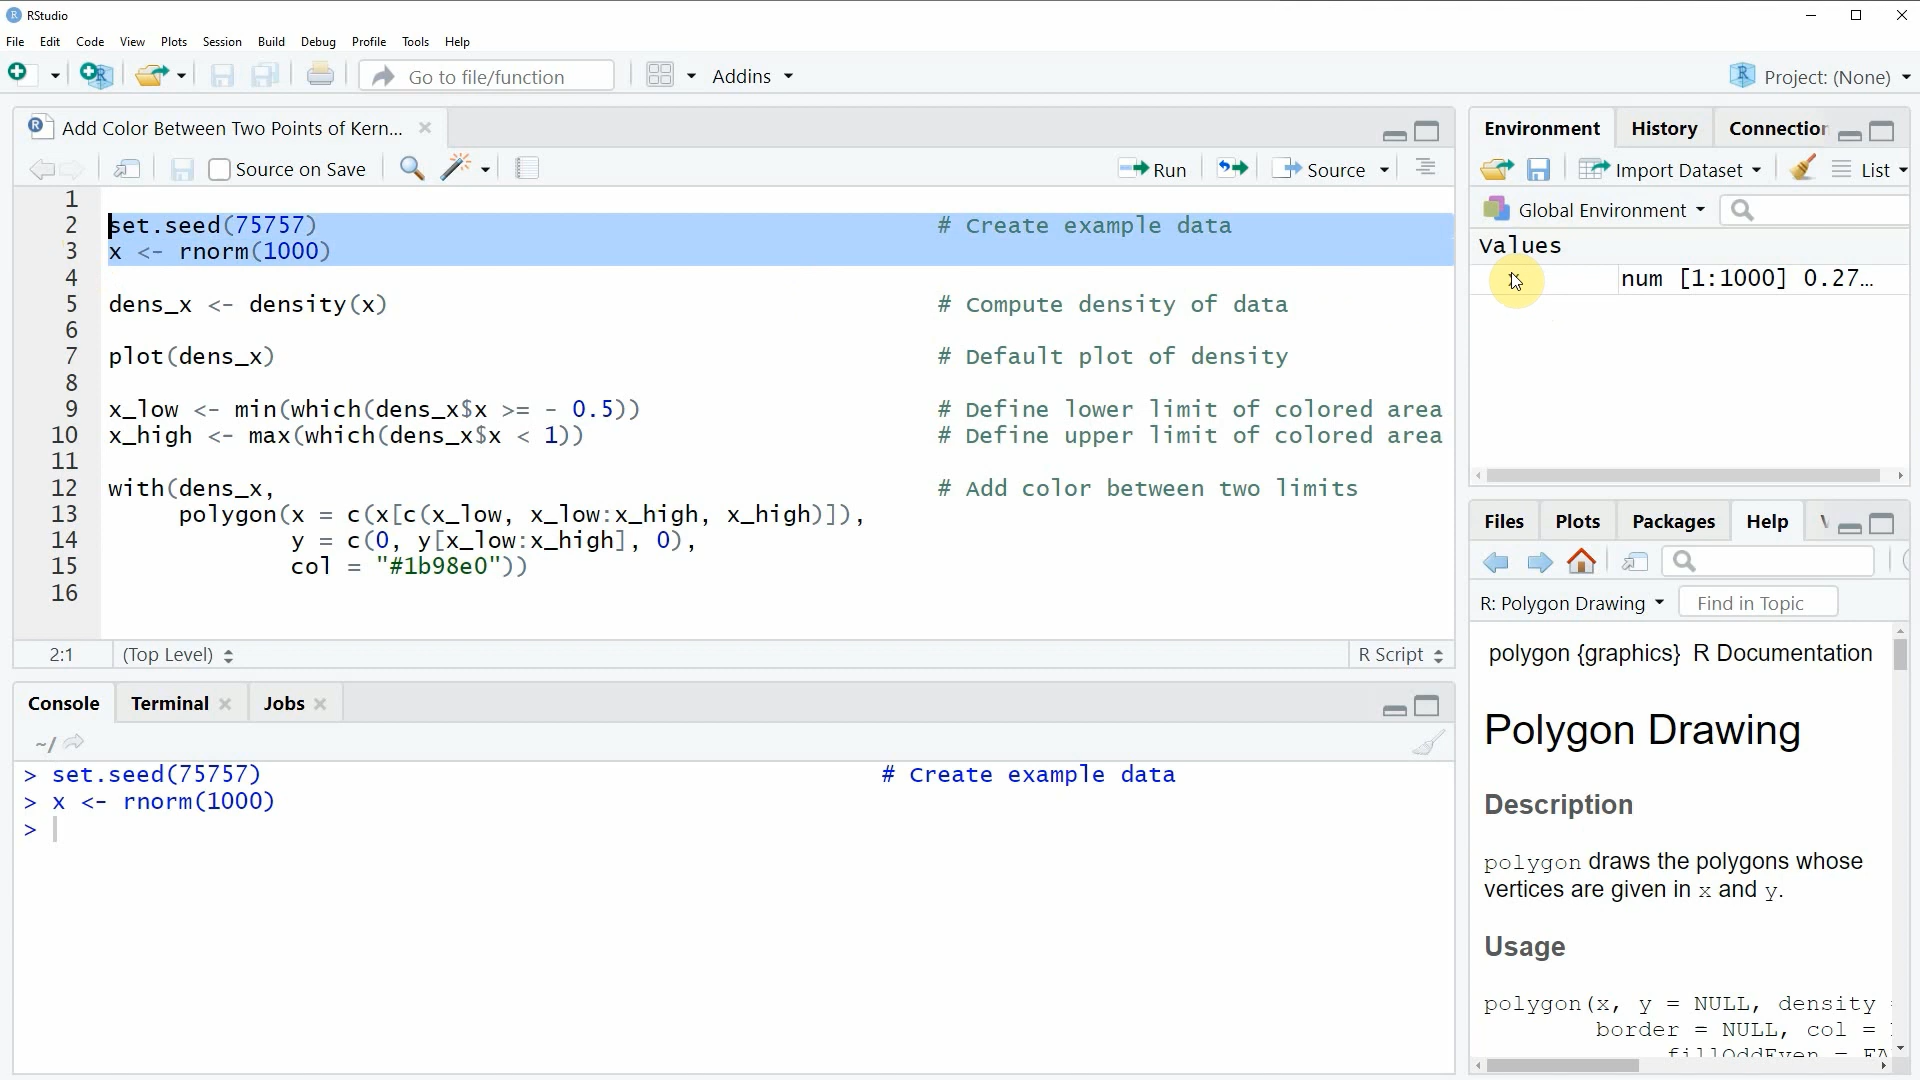 RStudio
File Edit Code View Plots Session Build Debug Profile Tools Help
Go to file/function Addins Project: (None)
Add Color Between Two Points of Kern...
Source on Save Run Source
1
2 set.seed(75757) # Create example data
3 x <- rnorm(1000)
4
5 dens_x <- density(x) # Compute density of data
6
7 plot(dens_x) # Default plot of density
8
9 x_low <- min(which(dens_x$x >= - 0.5)) # Define lower limit of colored area
10 x_high <- max(which(dens_x$x < 1)) # Define upper limit of colored area
11
12 with(dens_x, # Add color between two limits
13 polygon(x = c(x[c(x_low, x_low:x_high, x_high)]),
14 y = c(0, y[x_low:x_high], 0),
15 col = "#1b98e0"))
16
2:1 (Top Level) R Script
Console Terminal Jobs
~/
> set.seed(75757) # Create example data
> x <- rnorm(1000)
>
Environment History Connection
Import Dataset List
Global Environment
Values
num [1:1000] 0.27...
Files Plots Packages Help
R: Polygon Drawing Find in Topic
polygon {graphics} R Documentation
Polygon Drawing
Description
polygon draws the polygons whose
vertices are given in x and y.
Usage
polygon(x, y = NULL, density
border = NULL, col =
fillOddEven =